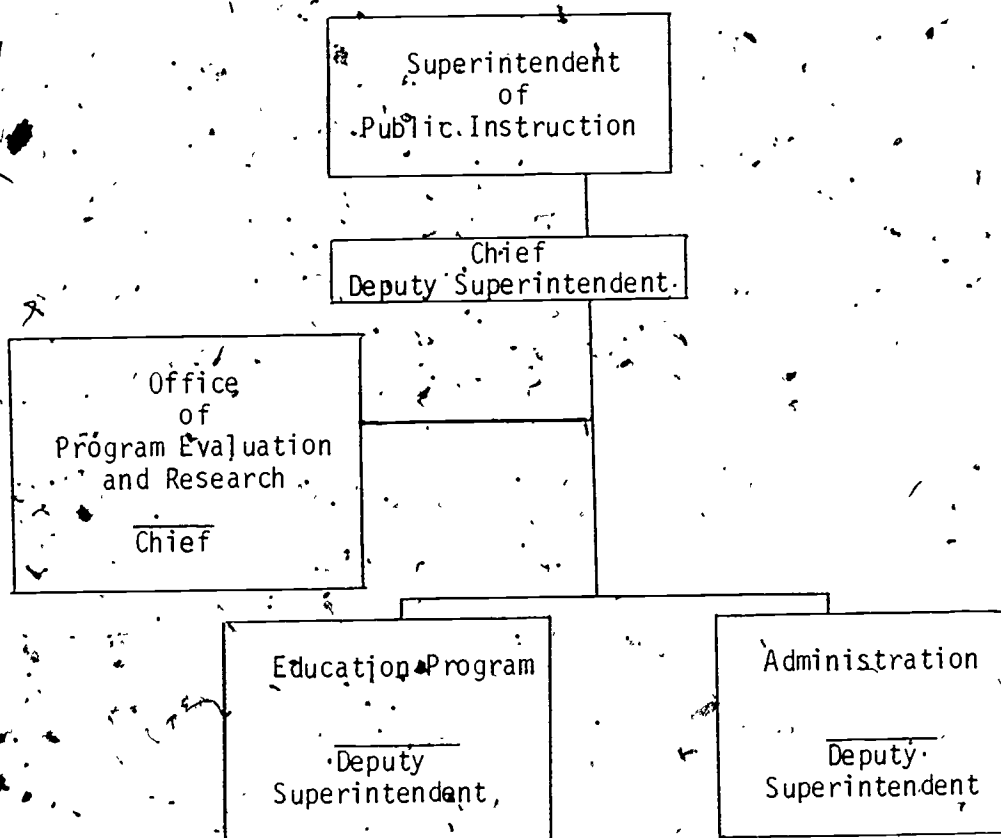 Superintendent
of
Public Instruction
Chief
Deputy Superintendent
Office
of
Program Evaluation
and Research
Chief
Education Program
Deputy
Superintendent
Administration
Deputy
Superintendent